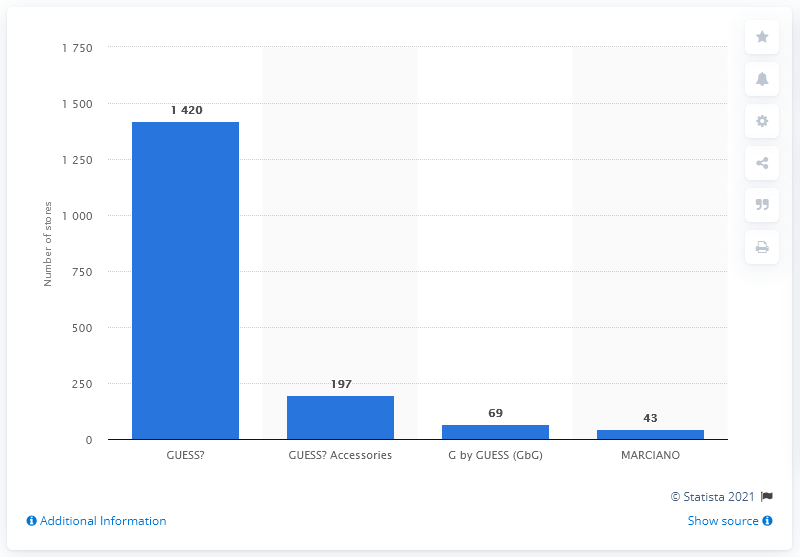 1 750
1 500
1 250
1 000
750
500
250
0
Number of stores
1 420
197
69
43
GUESS?
GUESS? Accessories
G by GUESS (GbG)
MARCIANO
© Statista 2021
Additional Information
Show source